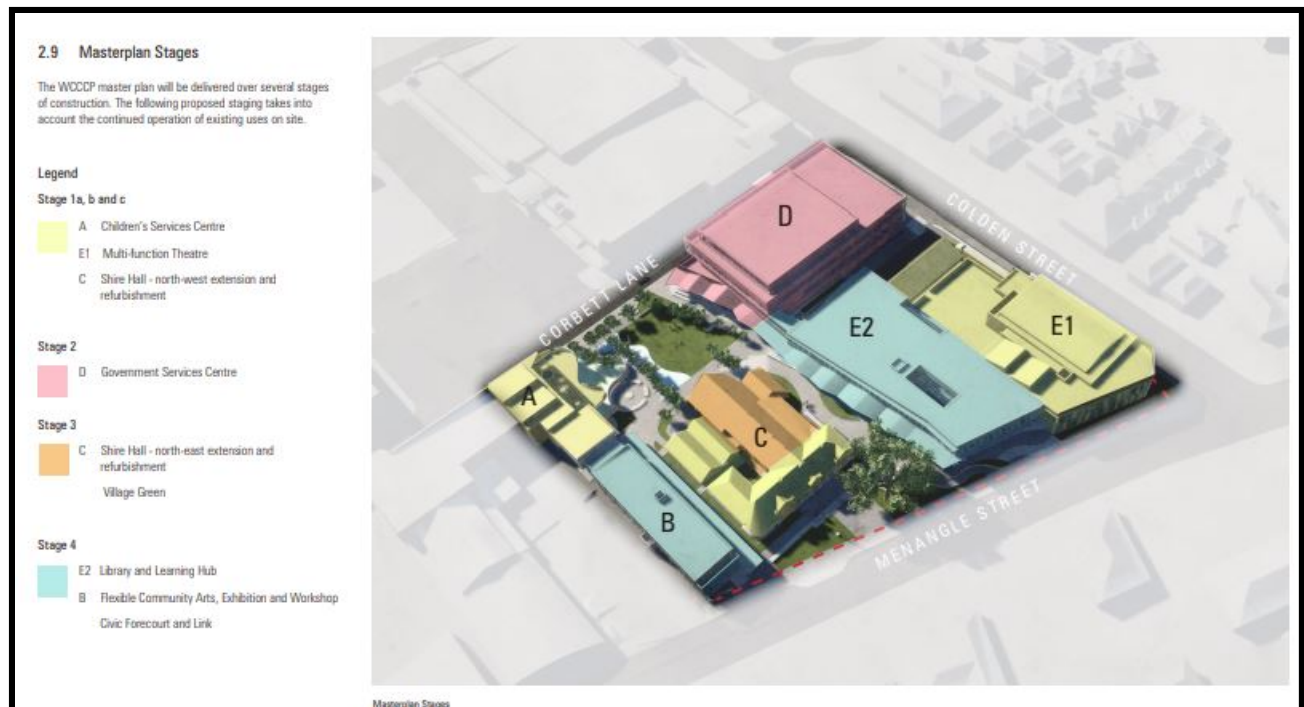 2.9 Masterplan Stages
The WCCCP master plan will be delivered over several stages
of construction. The following proposed staging takes into
account the continued operation of existing uses on site.
Legend
Stage 1a, b and c
A Children's Services Centre
E1 Multi-function Theatre
C Shire Hall - north-west extension and
refurbishment
Stage 2
D Government Services Centre
Stage 3
C Shire Hall - north-east extension and
refurbishment
Village Green
Stage 4
E2 Library and Learning Hub
B Flexible Community Arts, Exhibition and Workshop
Civic Forecourt and Link
D
COLDEN STREET
CORBETT LANE
E2
E1
A
C
B
MENANGLE STREET
Masterplan Stages